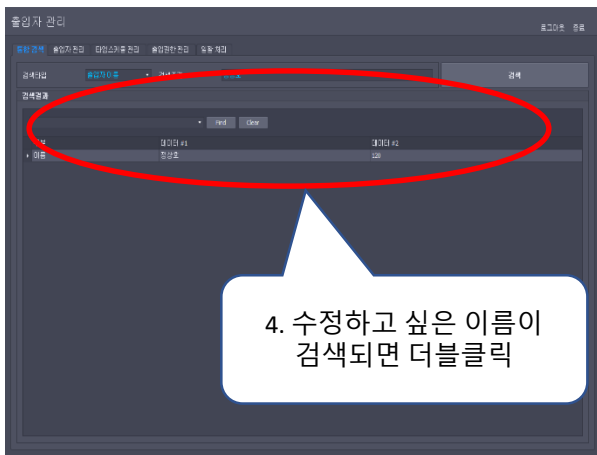 출입자 관리
로그아웃 종료
통합 검색 출입자 관리 타임스케줄 관리 출입권한 관리 일괄 처리
검색타입 출입자 이름 검색
검색결과
Find Clear
데이터 #1 데이터 #2
이름 정상호 128
4. 수정하고 싶은 이름이
검색되면 더블클릭